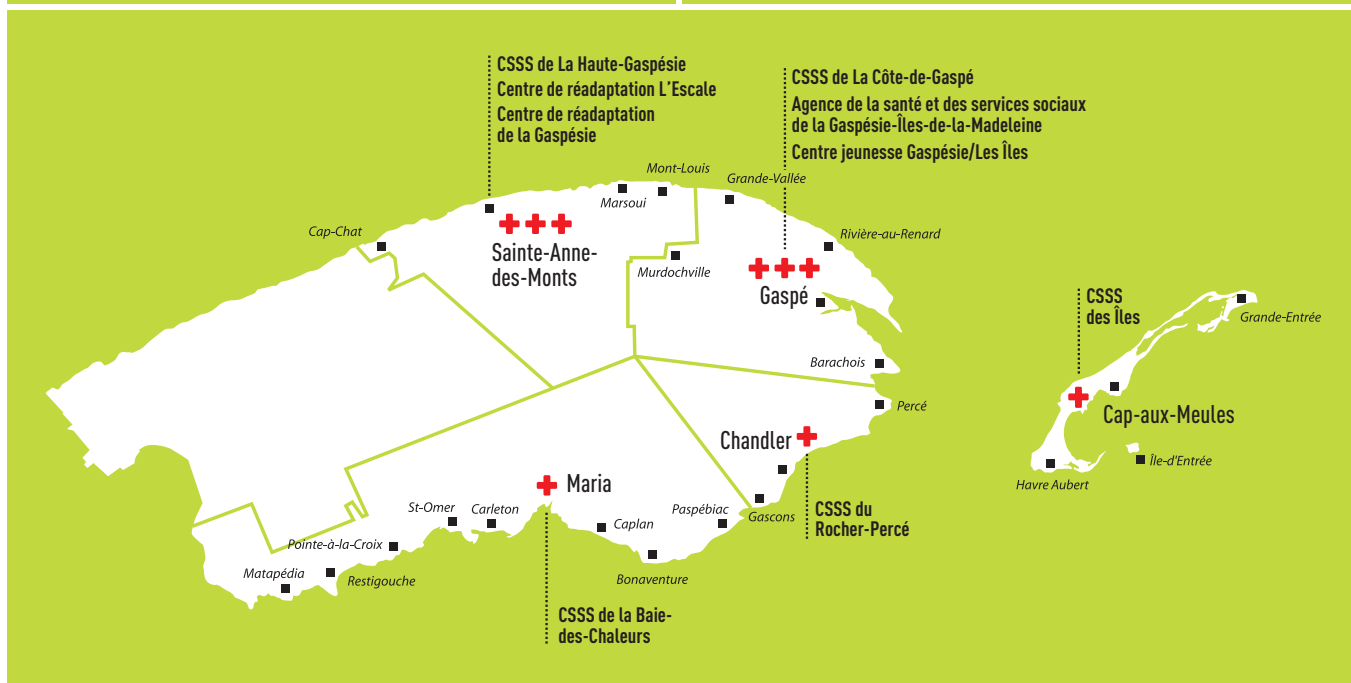 CSSS de La Haute-Gaspésie
Centre de réadaptation L'Escale
Centre de réadaptation
de la Gaspésie
CSSS de La Côte-de-Gaspé
Agence de la santé et des services sociaux
de la Gaspésie-Îles-de-la-Madeleine
Centre jeunesse Gaspésie/Les Îles
Mont-Louis
Grande-Vallée
Marsoui
Cap-Chat
Rivière-au-Renard
Sainte-Anne-
des-Monts
Murdochville
Gaspé
CSSS
des Îles
Grande-Entrée
Barachois
Percé
Cap-aux-Meules
Chandler
Île-d'Entrée
Havre Aubert
Maria
St-Omer
Carleton
Caplan
Paspébiac
Gascons
CSSS du
Rocher-Percé
Pointe-à-la-Croix
Matapédia
Restigouche
Bonaventure
CSSS de la Baie-
des-Chaleurs